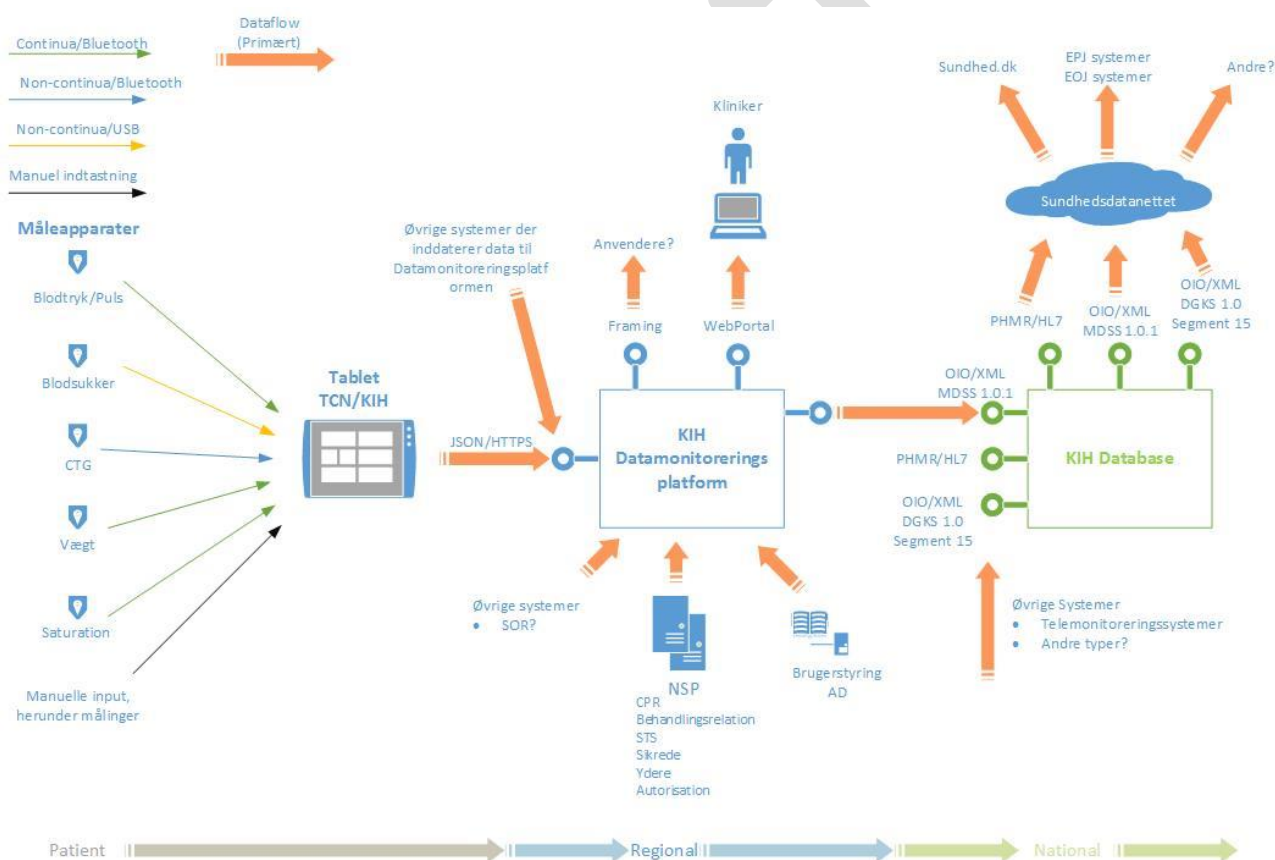 Continua/Bluetooth
Non-continua/Bluetooth
Non-continua/USB
Manuel indtastning
Dataflow
(Primært)
Måleapparater
Blodtryk/Puls
Blodsukker
CTG
Vægt
Saturation
Manuelle input,
herunder målinger
Tablet
TCN/KIH
JSON/HTTPS
Øvrige systemer der
inddaterer data til
Datamonitoreringsplatf
ormen
Anvendere?
Framing
Kliniker
WebPortal
KIH
Datamonitorerings
platform
Øvrige systemer
• SOR?
NSP
CPR
Behandlingsrelation
STS
Sikrede
Ydere
Autorisation
Brugerstyring
AD
Sundhed.dk
EPJ systemer
EOJ systemer
Andre?
Sundhedsdatanettet
PHMR/HL7
OIO/XML
MDSS 1.0.1
OIO/XML
DGKS 1.0
Segment 15
OIO/XML
MDSS 1.0.1
PHMR/HL7
OIO/XML
DGKS 1.0
Segment 15
KIH Database
Øvrige Systemer
• Telemonitoreringssystemer
• Andre typer?
Patient
Regional
National